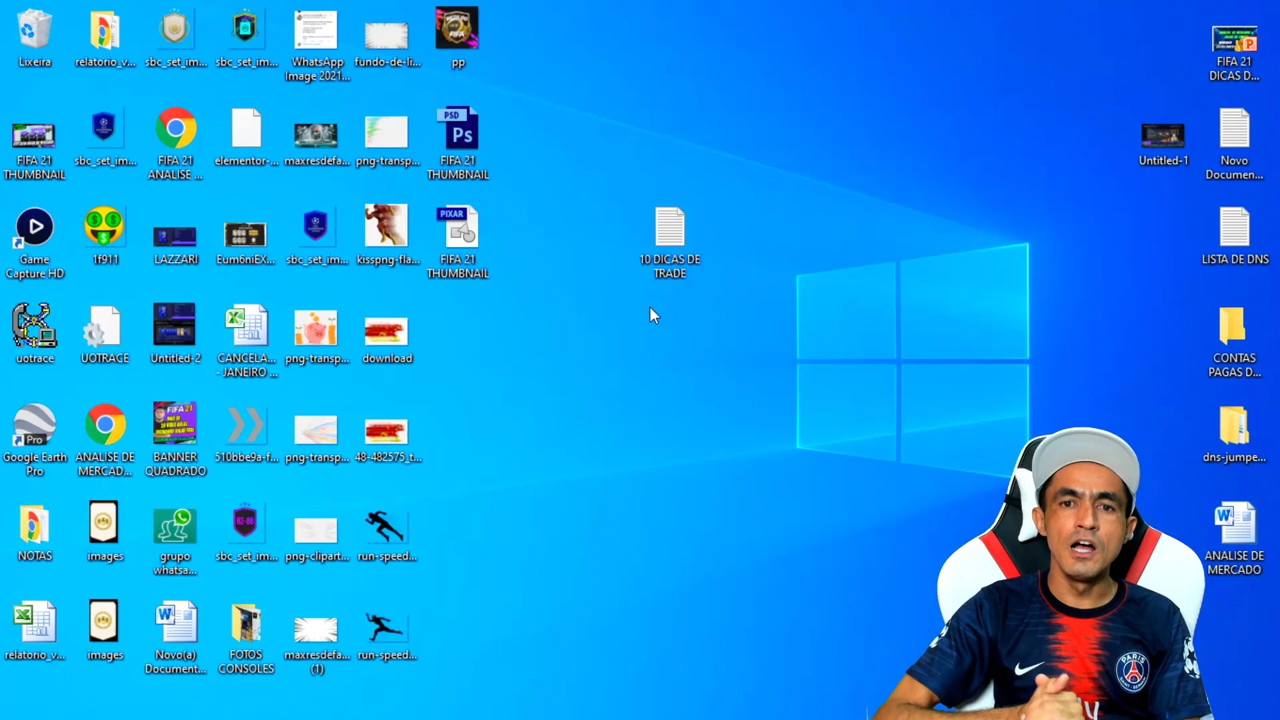 Lixeira
relatorio_v...
sbc_set_im...
sbc_set_im...
WhatsApp
Image 2021...
fundo-de-li...
pp
FIFA 21
DICAS D...
FIFA 21
THUMBNAIL
sbc_set_im...
FIFA 21
ANALISE ...
elementor-...
maxresdefa...
png-transp...
PSD
Ps
FIFA 21
THUMBNAIL
Untitled-1
Novo
Documen...
Game
Capture HD
1f911
LAZZARI
Eum6niEX...
sbc_set_im...
kisspng-fla...
PIXAR
FIFA 21
THUMBNAIL
10 DICAS DE
TRADE
LISTA DE DNS
uotrace
UOTRACE
Untitled-2
CANCELA...
- JANEIRO ...
png-transp...
download
CONTAS
PAGAS D...
Pro
Google Earth
Pro
ANALISE DE
MERCAD...
FIFA 21
BANNER
QUADRADO
510bbe9a-f...
png-transp...
48-482575_t...
dns-jumpe...
NOTAS
images
grupo
whatsa...
82-88
sbc_set_im...
png-clipart...
run-speed...
ANALISE DE
MERCADO
relatorio_v...
images
Novo(a)
Document...
FOTOS
CONSOLES
maxresdefa...
(1)
run-speed...
PARIS